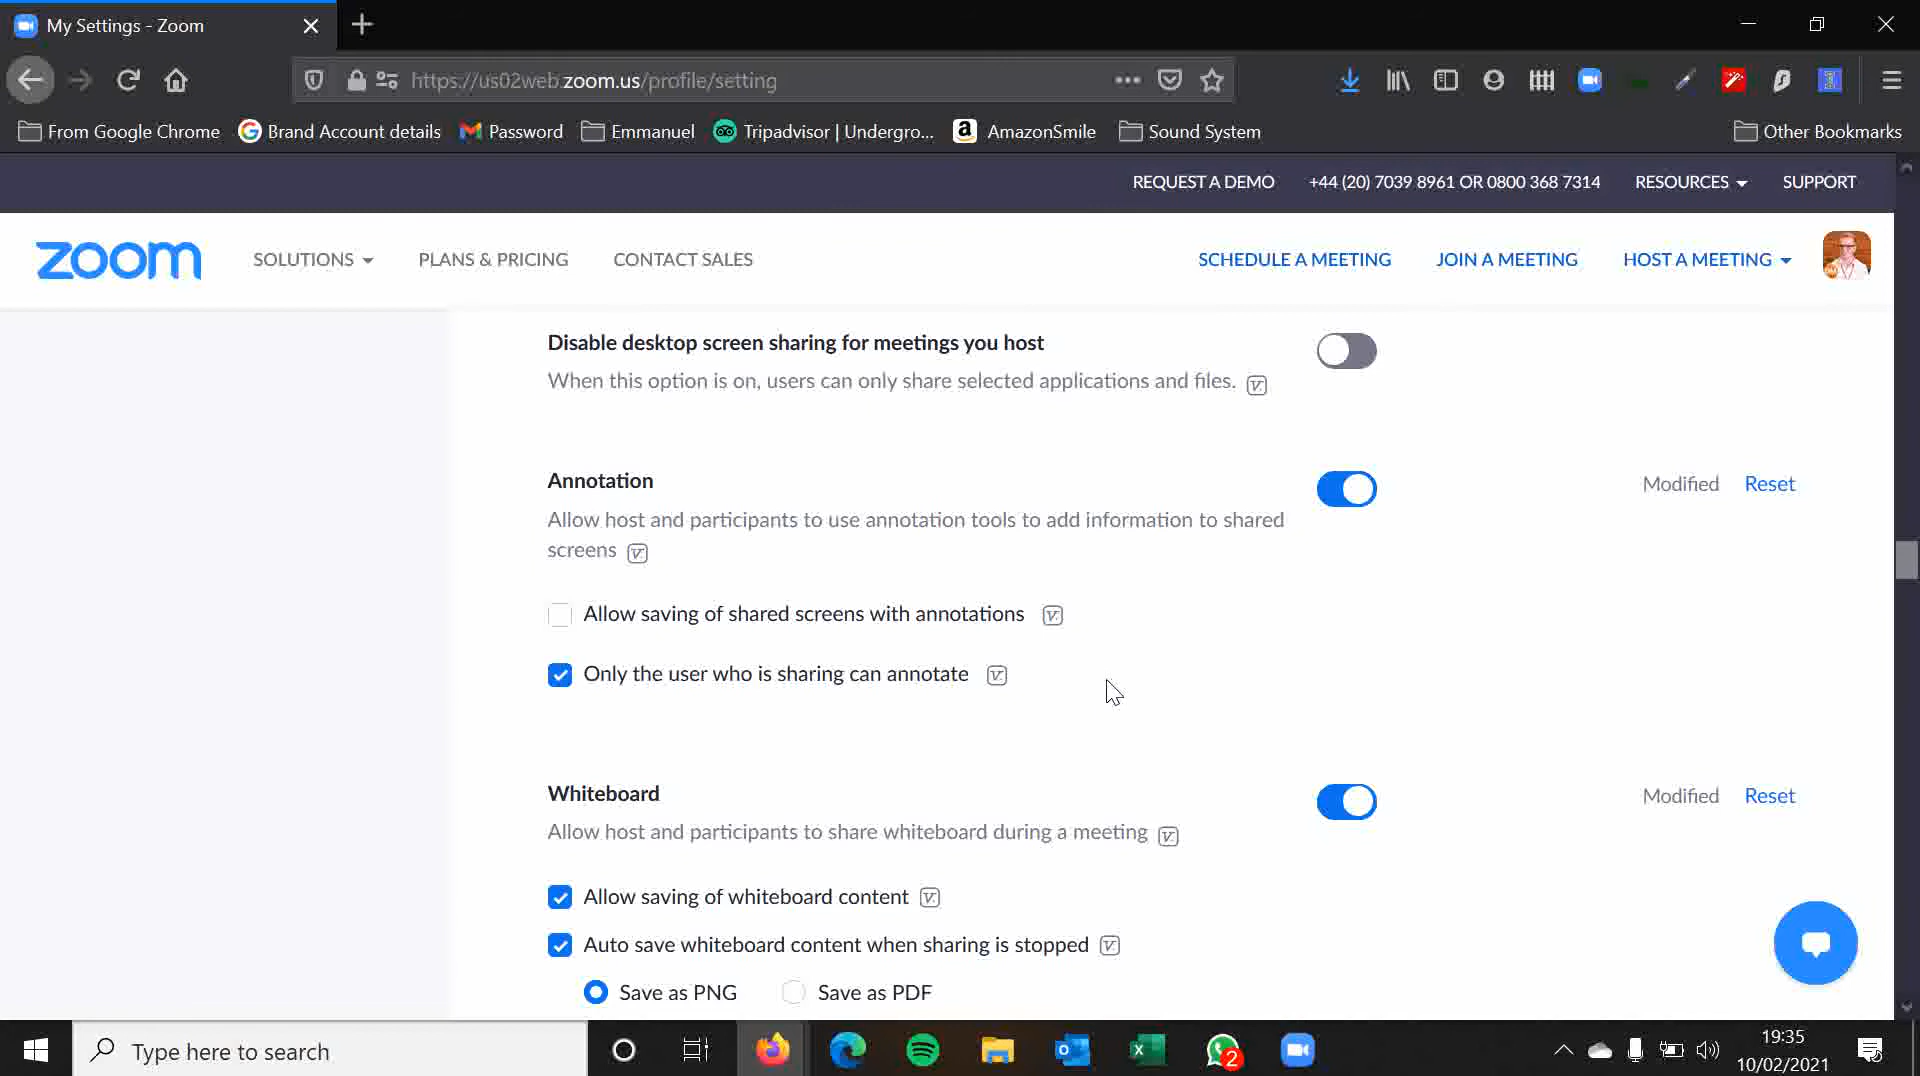 My Settings - Zoom
https://us02web.zoom.us/profile/setting
From Google Chrome Brand Account details Password Emmanuel Tripadvisor | Undergro... AmazonSmile Sound System Other Bookmarks
REQUEST A DEMO +44 (20) 7039 8961 OR 0800 368 7314 RESOURCES SUPPORT
zoom SOLUTIONS PLANS & PRICING CONTACT SALES SCHEDULE A MEETING JOIN A MEETING HOST A MEETING
Disable desktop screen sharing for meetings you host
When this option is on, users can only share selected applications and files.
Annotation Modified Reset
Allow host and participants to use annotation tools to add information to shared
screens
Allow saving of shared screens with annotations
Only the user who is sharing can annotate
Whiteboard Modified Reset
Allow host and participants to share whiteboard during a meeting
Allow saving of whiteboard content
Auto save whiteboard content when sharing is stopped
Save as PNG Save as PDF
Type here to search 2 19:35
10/02/2021